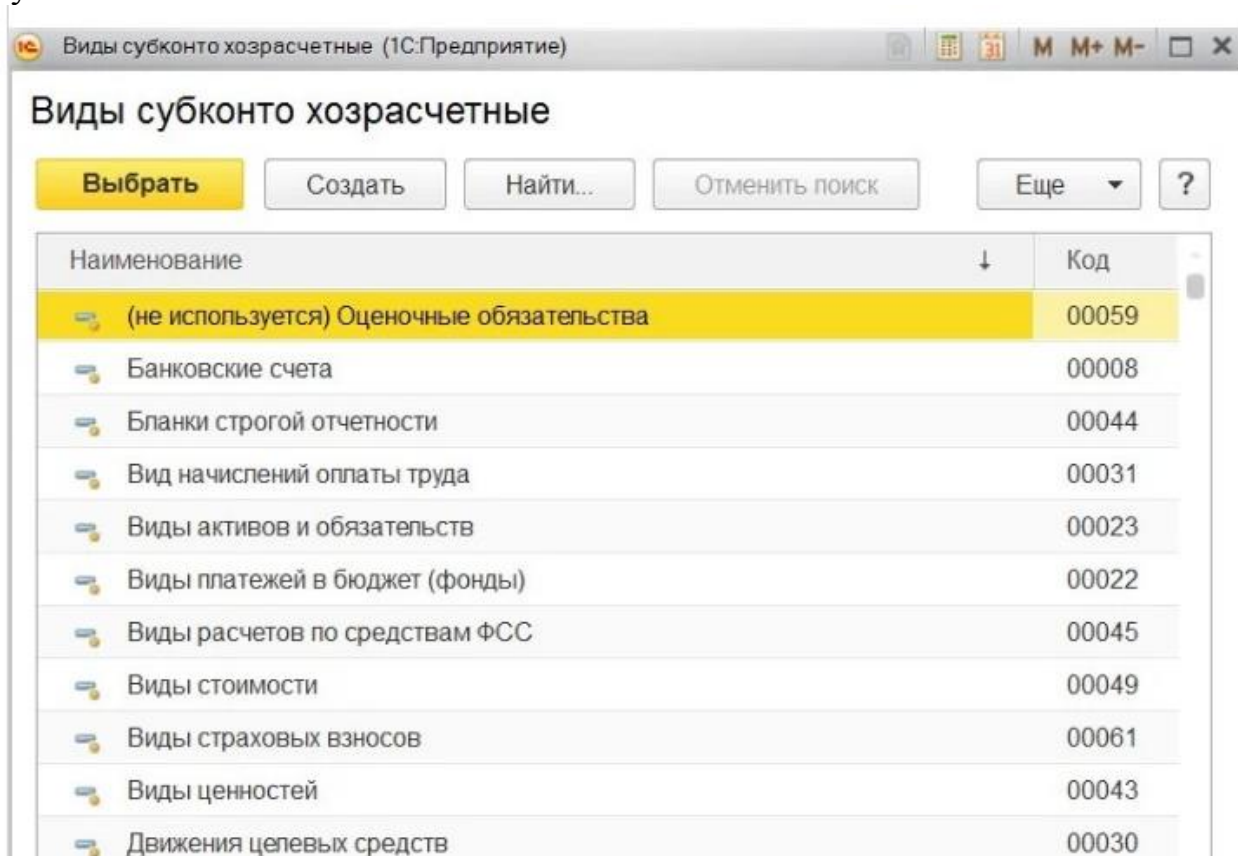 Виды субконто хозрасчетные (1С:Предприятие) 31 M M+ M-
Виды субконто хозрасчетные
Выбрать Создать Найти... Отменить поиск Еще ?
Наименование ↓ Код
(не используется) Оценочные обязательства 00059
Банковские счета 00008
Бланки строгой отчетности 00044
Вид начислений оплаты труда 00031
Виды активов и обязательств 00023
Виды платежей в бюджет (фонды) 00022
Виды расчетов по средствам ФСС 00045
Виды стоимости 00049
Виды страховых взносов 00061
Виды ценностей 00043
Движения целевых средств 00030